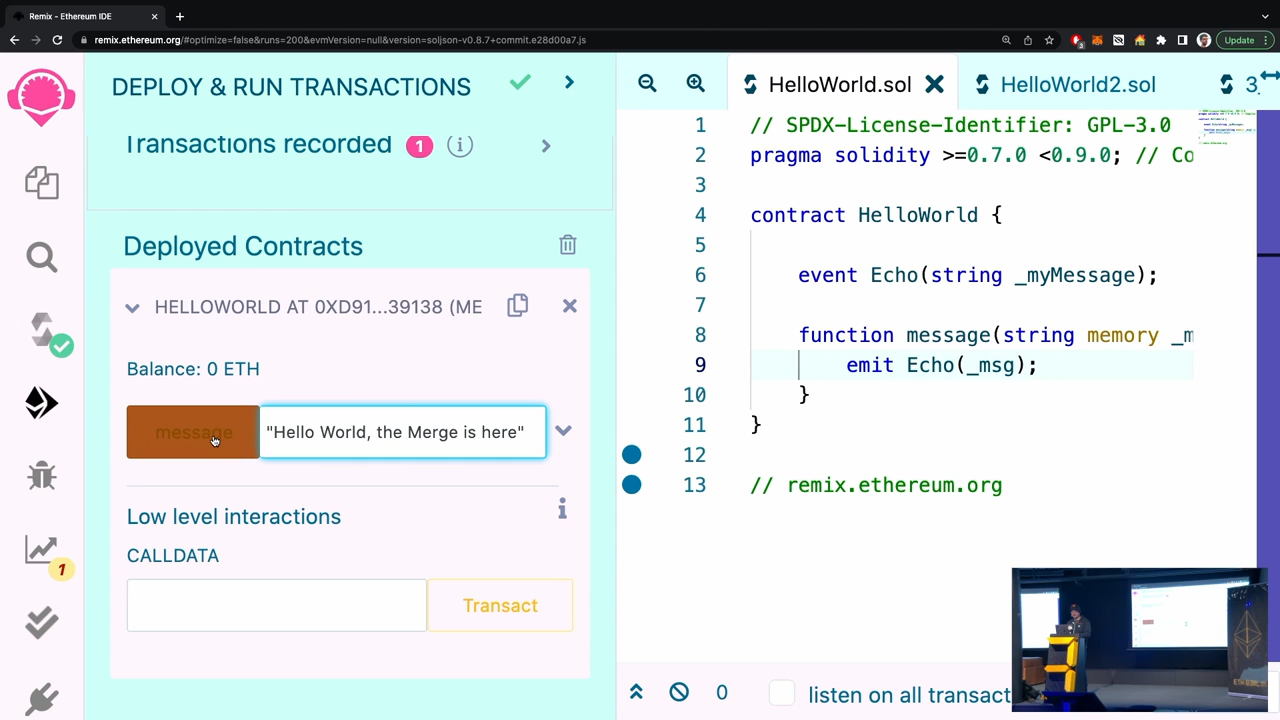 Remix - Ethereum IDE
remix.ethereum.org/#optimize=false&runs=200&evmVersion=null&version=soljson-v0.8.7+commit.e28d00a7.js
3
Update
DEPLOY & RUN TRANSACTIONS
Transactions recorded 1 i
Deployed Contracts
HELLOWORLD AT 0XD91...39138 (ME
Balance: 0 ETH
message "Hello World, the Merge is here"
Low level interactions
i
CALLDATA
Transact
1
HelloWorld.sol
HelloWorld2.sol
3_
1 // SPDX-License-Identifier: GPL-3.0
2 pragma solidity >=0.7.0 <0.9.0; // Co
3
4 contract HelloWorld {
5
6 event Echo(string _myMessage);
7
8 function message(string memory _m
9 emit Echo(_msg);
10 }
11 }
12
13 // remix.ethereum.org
0
listen on all transact